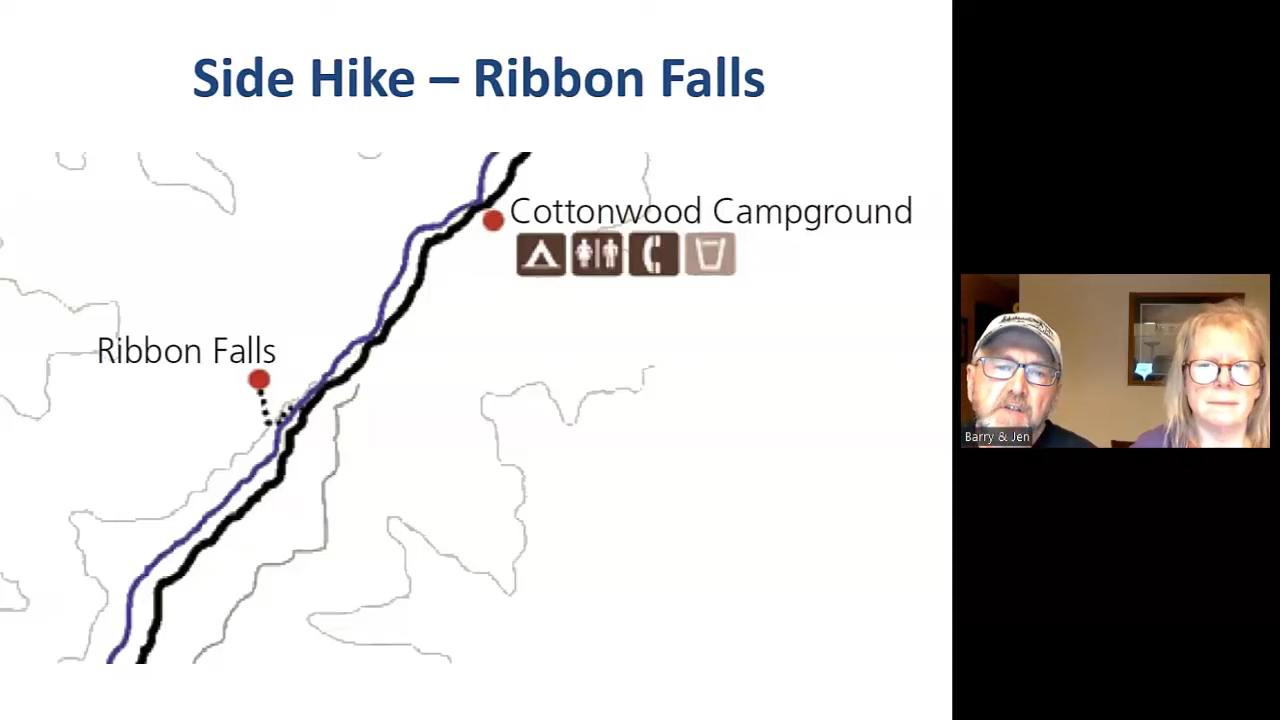 Side Hike – Ribbon Falls
Cottonwood Campground
Ribbon Falls
Barry & Jen